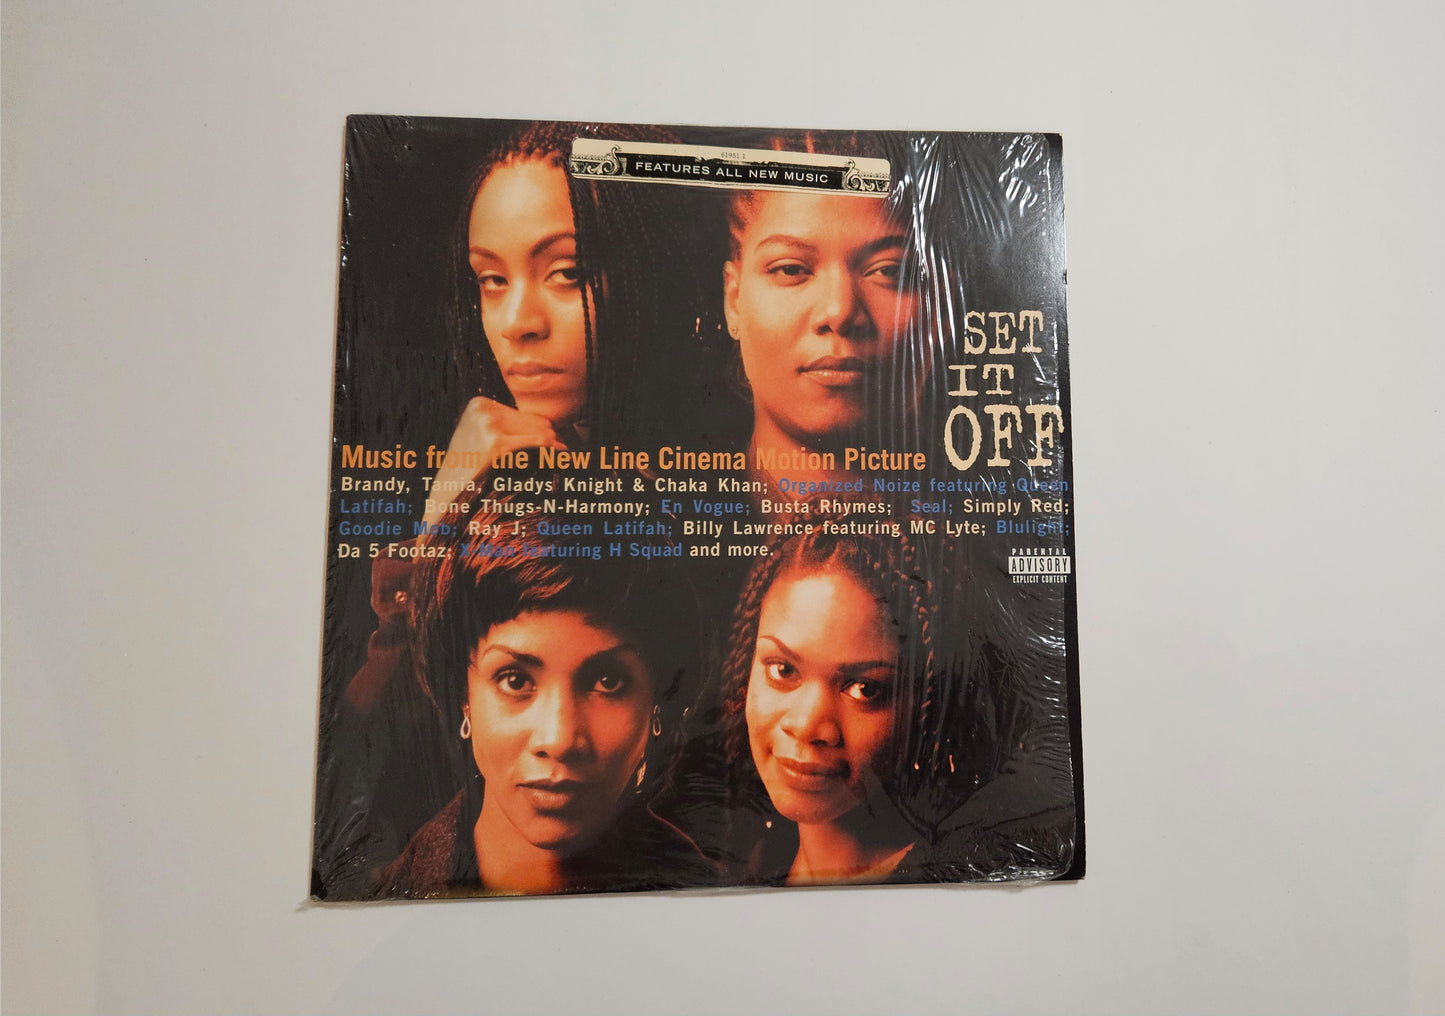 61951 1
FEATURES ALL NEW MUSIC
SET
IT
OFF
Music from the New Line Cinema Motion Picture
Brandy, Tamia, Gladys Knight & Chaka Khan; Organized Noize featuring Queen
Latifah; Bone Thugs-N-Harmony; En Vogue; Busta Rhymes; Seal; Simply Red;
Goodie Mob; Ray J; Queen Latifah; Billy Lawrence featuring MC Lyte; Blulight;
Da 5 Footaz; X-Man featuring H Squad and more.
PARENTAL
ADVISORY
EXPLICIT CONTENT